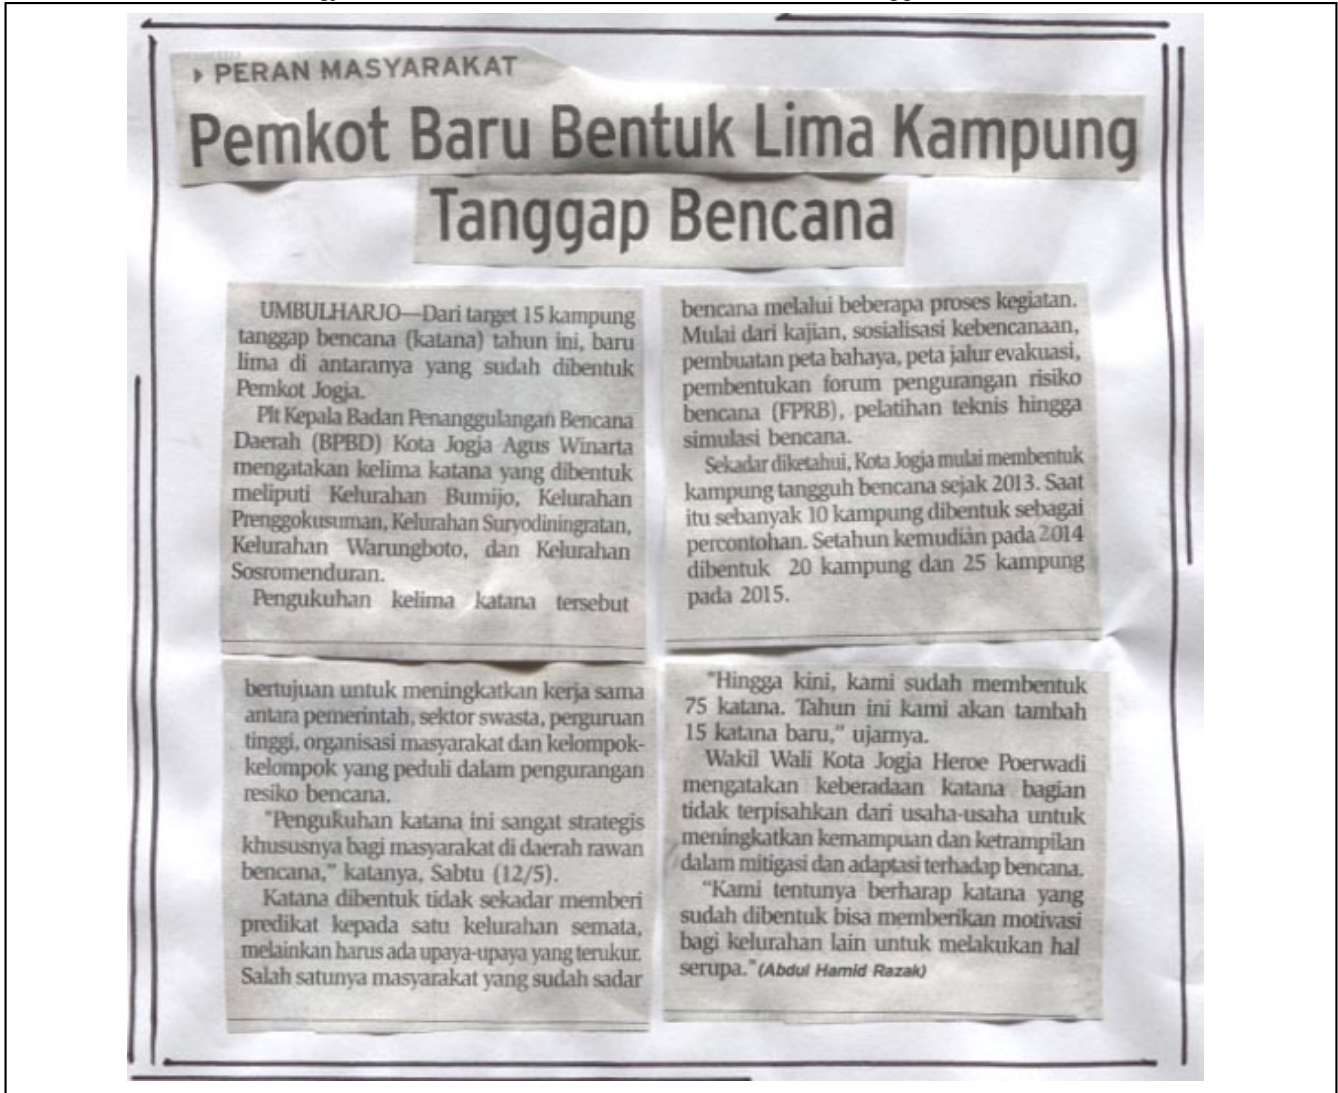 PERAN MASYARAKAT
Pemkot Baru Bentuk Lima Kampung
Tanggap Bencana
UMBULHARJO—Dari target 15 kampung
tanggap bencana (katana) tahun ini, baru
lima di antaranya yang sudah dibentuk
Pemkot Jogja.
Plt Kepala Badan Penanggulangan Bencana
Daerah (BPBD) Kota Jogja Agus Winarta
mengatakan kelima katana yang dibentuk
meliputi Kelurahan Bumijo, Kelurahan
Prenggokusuman, Kelurahan Suryodiningratan,
Kelurahan Warungboto, dan Kelurahan
Sosromenduran.
Pengukuhan kelima katana tersebut
bertujuan untuk meningkatkan kerja sama
antara pemerintah, sektor swasta, perguruan
tinggi, organisasi masyarakat dan kelompok-
kelompok yang peduli dalam pengurangan
resiko bencana.
"Pengukuhan katana ini sangat strategis
khususnya bagi masyarakat di daerah rawan
bencana," katanya, Sabtu (12/5).
Katana dibentuk tidak sekadar memberi
predikat kepada satu kelurahan semata,
melainkan harus ada upaya-upaya yang terukur.
Salah satunya masyarakat yang sudah sadar
bencana melalui beberapa proses kegiatan.
Mulai dari kajian, sosialisasi kebencanaan,
pembuatan peta bahaya, peta jalur evakuasi,
pembentukan forum pengurangan risiko
bencana (FPRB), pelatihan teknis hingga
simulasi bencana.
Sekadar diketahui, Kota Jogja mulai membentuk
kampung tangguh bencana sejak 2013. Saat
itu sebanyak 10 kampung dibentuk sebagai
percontohan. Setahun kemudian pada 2014
dibentuk 20 kampung dan 25 kampung
pada 2015.
"Hingga kini, kami sudah membentuk
75 katana. Tahun ini kami akan tambah
15 katana baru," ujarnya.
Wakil Wali Kota Jogja Heroe Poerwadi
mengatakan keberadaan katana bagian
tidak terpisahkan dari usaha-usaha untuk
meningkatkan kemampuan dan ketrampilan
dalam mitigasi dan adaptasi terhadap bencana.
"Kami tentunya berharap katana yang
sudah dibentuk bisa memberikan motivasi
bagi kelurahan lain untuk melakukan hal
serupa." (Abdul Hamid Razak)